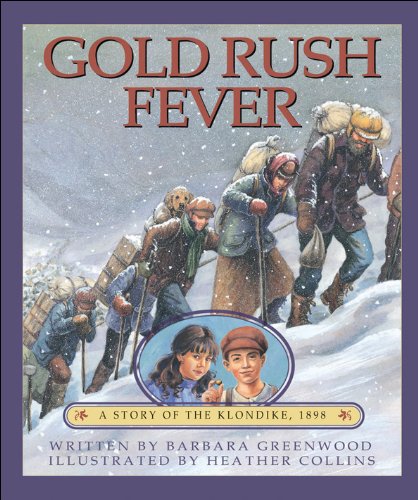 GOLD RUSH
FEVER
A STORY OF THE KLONDIKE, 1898
WRITTEN BY BARBARA GREENWOOD
ILLUSTRATED BY HEATHER COLLINS